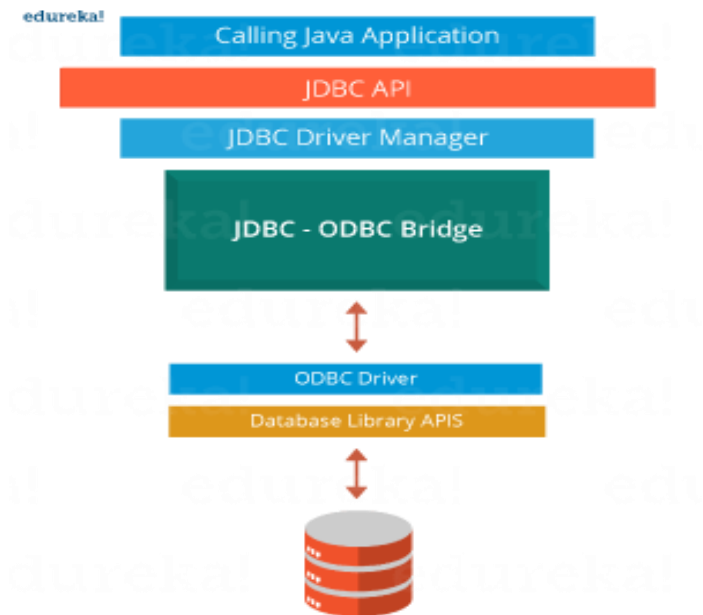 edureka!
Calling Java Application
JDBC API
JDBC Driver Manager
JDBC - ODBC Bridge
ODBC Driver
Database Library APIS